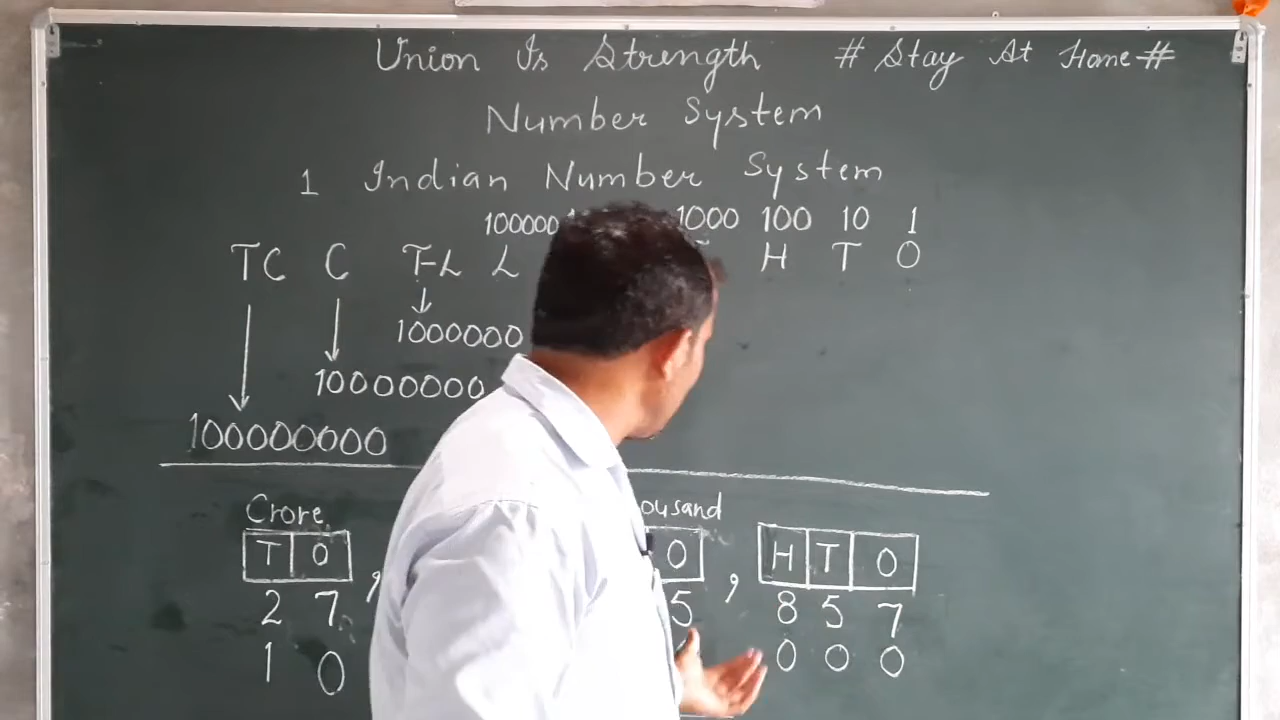 Union Is Strength # Stay At Home #
Number System
1 Indian Number System
100000 1000 100 10 1
TC C T-L L H T O
1000000
10000000
100000000
Crore
T O , O , H T O
2 7 5 8 5 7
1 0 0 0 0